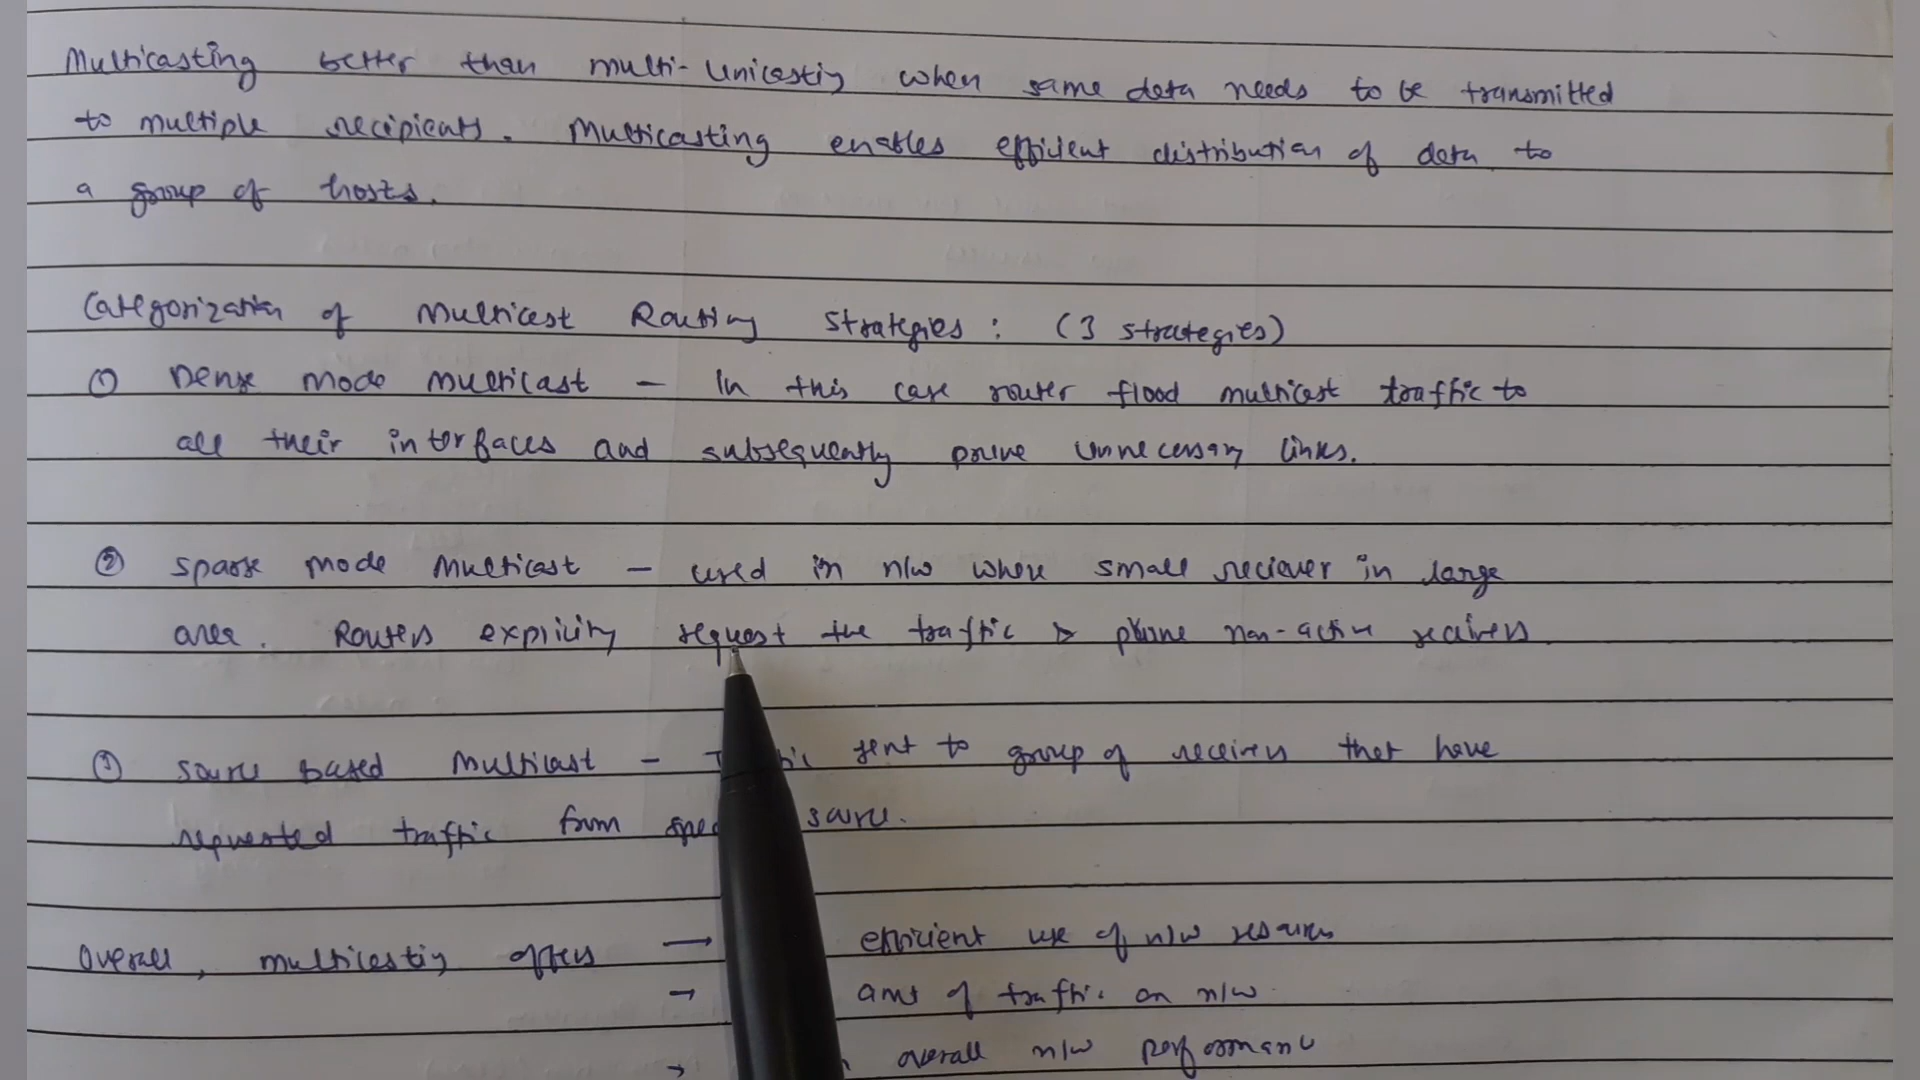 Multicasting better than multi-Unicasting when same data needs to be transmitted
to multiple recipients. Multicasting enables efficient distribution of data to
a group of hosts.
Categorization of Multicast Routing strategies : (3 strategies)
① Dense mode multicast – In this case router flood multicast traffic to
all their interfaces and subsequently prune unnecessary links.
② sparse mode multicast – used in n/w where small reciever in large
area. Routers explicity request the traffic & prune non-active recivers.
③ source based Multicast – sent to group of recivers that have
requested traffic from source.
Overall, multicasting offers → efficient use of n/w resources
→ amt of traffic on n/w
→ overall n/w performanc